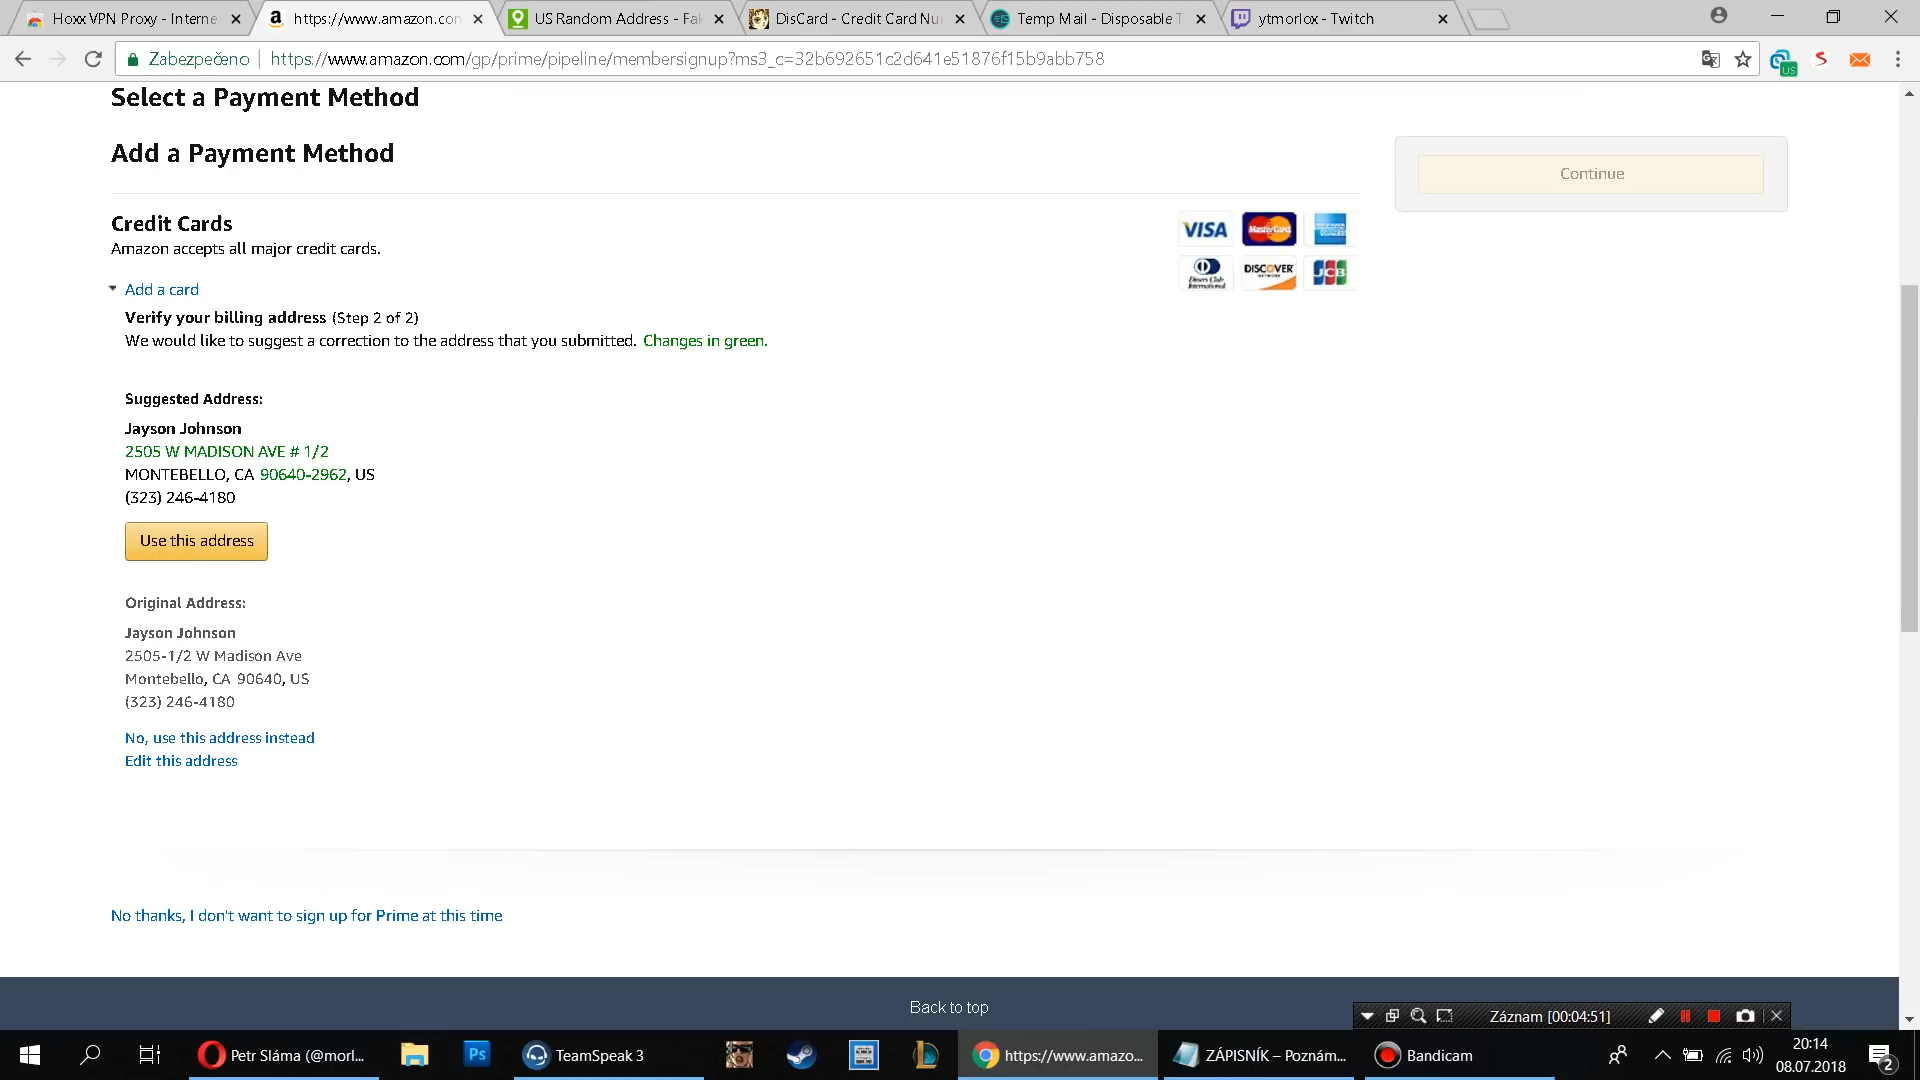 Hoxx VPN Proxy - Interne
https://www.amazon.con
US Random Address - Fak
DisCard - Credit Card Nu
Temp Mail - Disposable T
ytmorlox - Twitch
Zabezpečeno
https://www.amazon.com/gp/prime/pipeline/membersignup?ms3_c=32b692651c2d641e51876f15b9abb758
US
S
Select a Payment Method
Add a Payment Method
Continue
Credit Cards
Amazon accepts all major credit cards.
VISA
MasterCard
Diners Club International
DISCOVER
JCB
Add a card
Verify your billing address (Step 2 of 2)
We would like to suggest a correction to the address that you submitted. Changes in green.
Suggested Address:
Jayson Johnson
2505 W MADISON AVE # 1/2
MONTEBELLO, CA 90640-2962, US
(323) 246-4180
Use this address
Original Address:
Jayson Johnson
2505-1/2 W Madison Ave
Montebello, CA 90640, US
(323) 246-4180
No, use this address instead
Edit this address
No thanks, I don't want to sign up for Prime at this time
Back to top
Záznam [00:04:51]
Petr Sláma (@morl...
Ps
TeamSpeak 3
https://www.amazo...
ZÁPISNÍK – Poznám...
Bandicam
20:14
08.07.2018
2